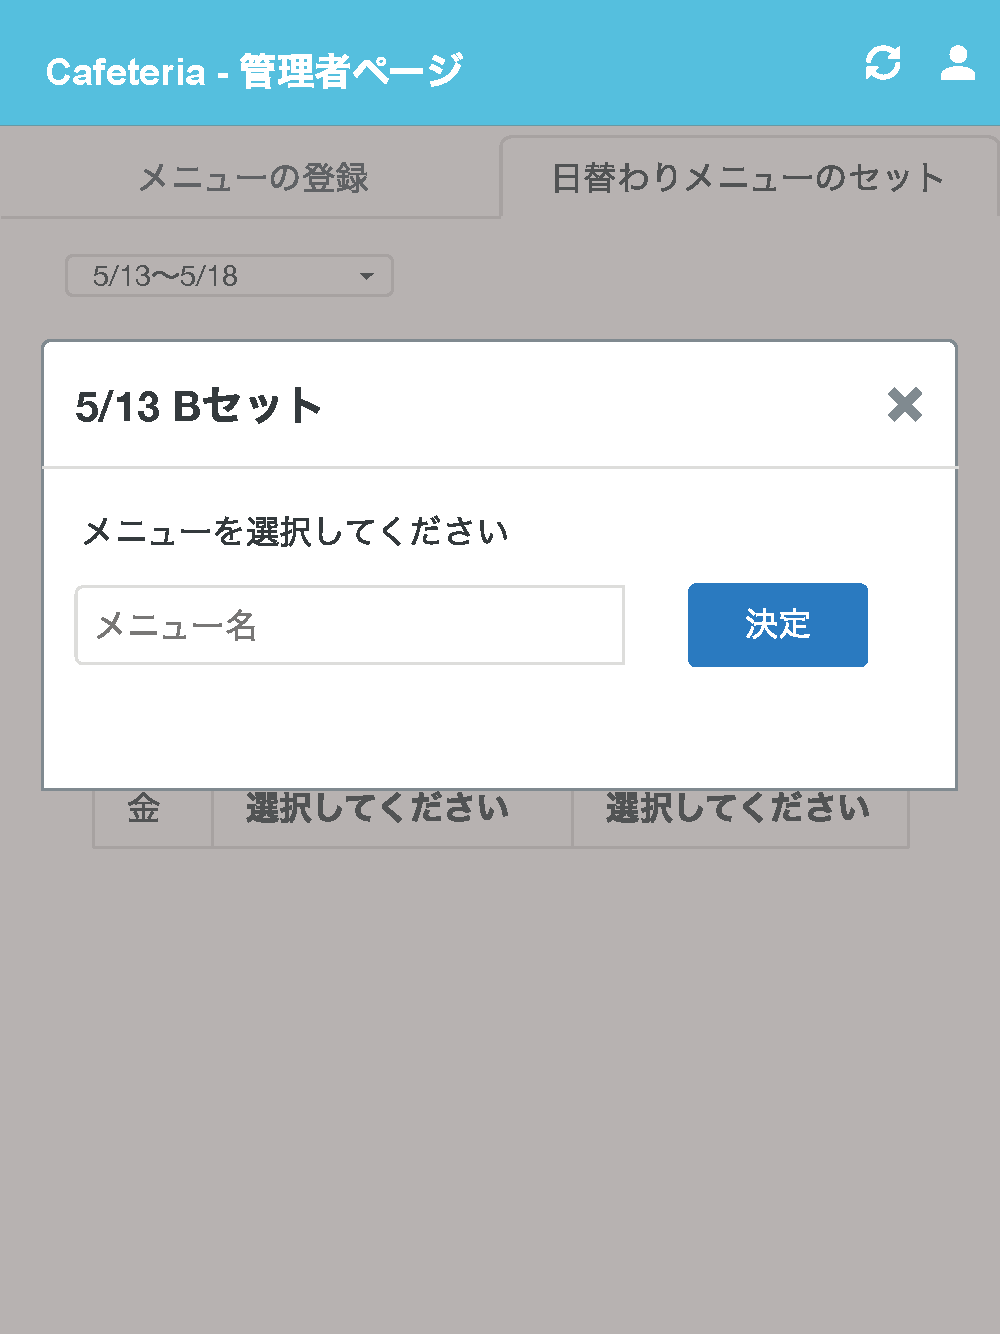 Cafeteria - 管理者ページ
メニューの登録
日替わりメニューのセット
5/13〜5/18
5/13 Bセット
メニューを選択してください
メニュー名
決定
金
選択してください
選択してください